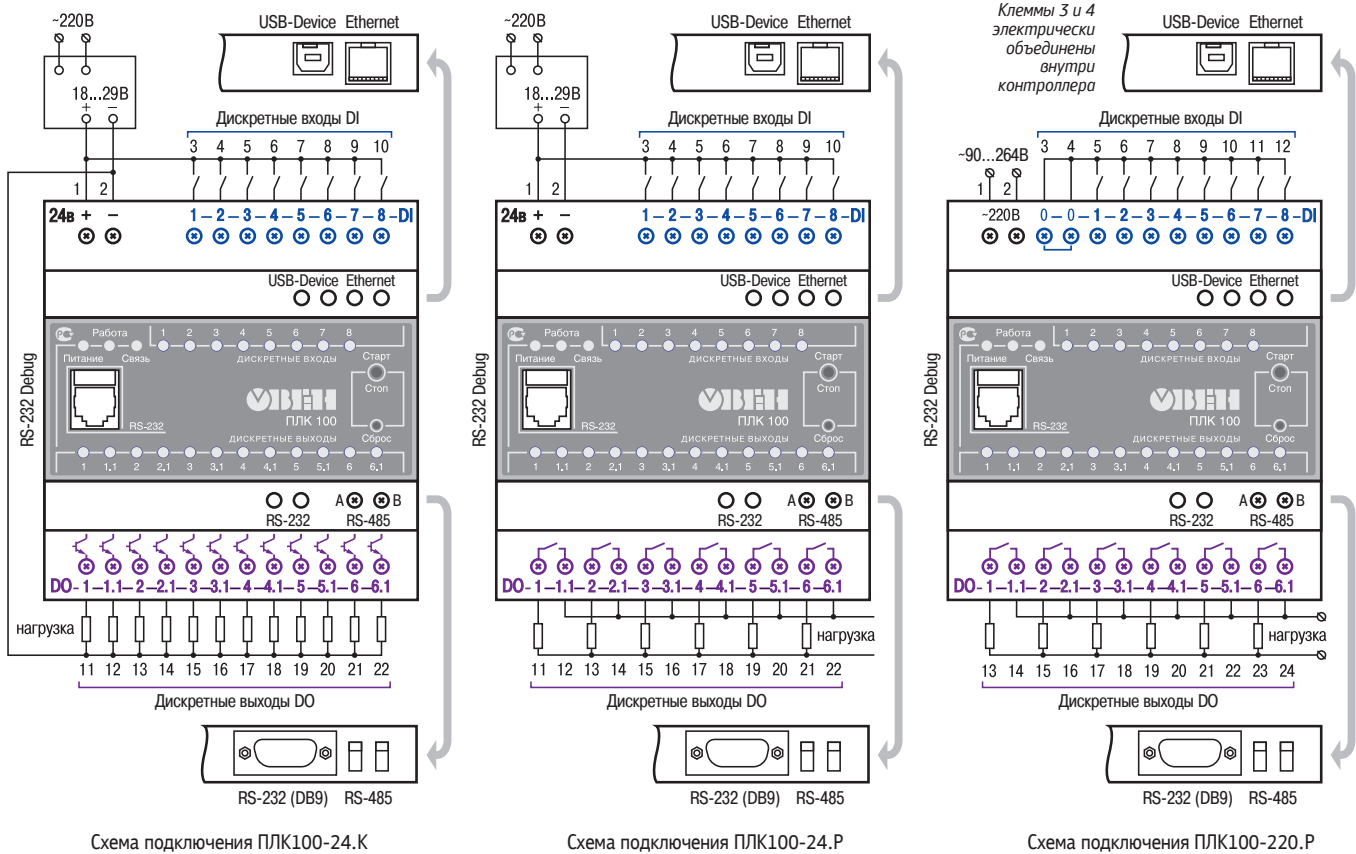 ~220В
USB-Device Ethernet
18...29В
+ –
Дискретные входы DI
3 4 5 6 7 8 9 10
1 2
24в + –
1 – 2 – 3 – 4 – 5 – 6 – 7 – 8 – DI
USB-Device Ethernet
RS-232 Debug
Работа
1 2 3 4 5 6 7 8
Питание Связь
ДИСКРЕТНЫЕ ВХОДЫ
Старт
Стоп
ОВЕН
ПЛК 100
RS-232
ДИСКРЕТНЫЕ ВЫХОДЫ
Сброс
1 1.1 2 2.1 3 3.1 4 4.1 5 5.1 6 6.1
A B
RS-232 RS-485
DO – 1 –1.1– 2 –2.1– 3 –3.1– 4 –4.1– 5 –5.1– 6 –6.1
нагрузка
11 12 13 14 15 16 17 18 19 20 21 22
Дискретные выходы DO
RS-232 (DB9) RS-485
Схема подключения ПЛК100-24.К
~220В
USB-Device Ethernet
18...29В
+ –
Дискретные входы DI
3 4 5 6 7 8 9 10
1 2
24в + –
1 – 2 – 3 – 4 – 5 – 6 – 7 – 8 – DI
USB-Device Ethernet
RS-232 Debug
Работа
1 2 3 4 5 6 7 8
Питание Связь
ДИСКРЕТНЫЕ ВХОДЫ
Старт
Стоп
ОВЕН
ПЛК 100
RS-232
ДИСКРЕТНЫЕ ВЫХОДЫ
Сброс
1 1.1 2 2.1 3 3.1 4 4.1 5 5.1 6 6.1
A B
RS-232 RS-485
DO – 1 –1.1– 2 –2.1– 3 –3.1– 4 –4.1– 5 –5.1– 6 –6.1
нагрузка
11 12 13 14 15 16 17 18 19 20 21 22
Дискретные выходы DO
RS-232 (DB9) RS-485
Схема подключения ПЛК100-24.Р
Клеммы 3 и 4
электрически
объединены
внутри
контроллера
USB-Device Ethernet
Дискретные входы DI
3 4 5 6 7 8 9 10 11 12
~90...264В
1 2
~220В
0 – 0 – 1 – 2 – 3 – 4 – 5 – 6 – 7 – 8 – DI
USB-Device Ethernet
RS-232 Debug
Работа
1 2 3 4 5 6 7 8
Питание Связь
ДИСКРЕТНЫЕ ВХОДЫ
Старт
Стоп
ОВЕН
ПЛК 100
RS-232
ДИСКРЕТНЫЕ ВЫХОДЫ
Сброс
1 1.1 2 2.1 3 3.1 4 4.1 5 5.1 6 6.1
A B
RS-232 RS-485
DO – 1 –1.1– 2 –2.1– 3 –3.1– 4 –4.1– 5 –5.1– 6 –6.1
нагрузка
13 14 15 16 17 18 19 20 21 22 23 24
Дискретные выходы DO
RS-232 (DB9) RS-485
Схема подключения ПЛК100-220.Р